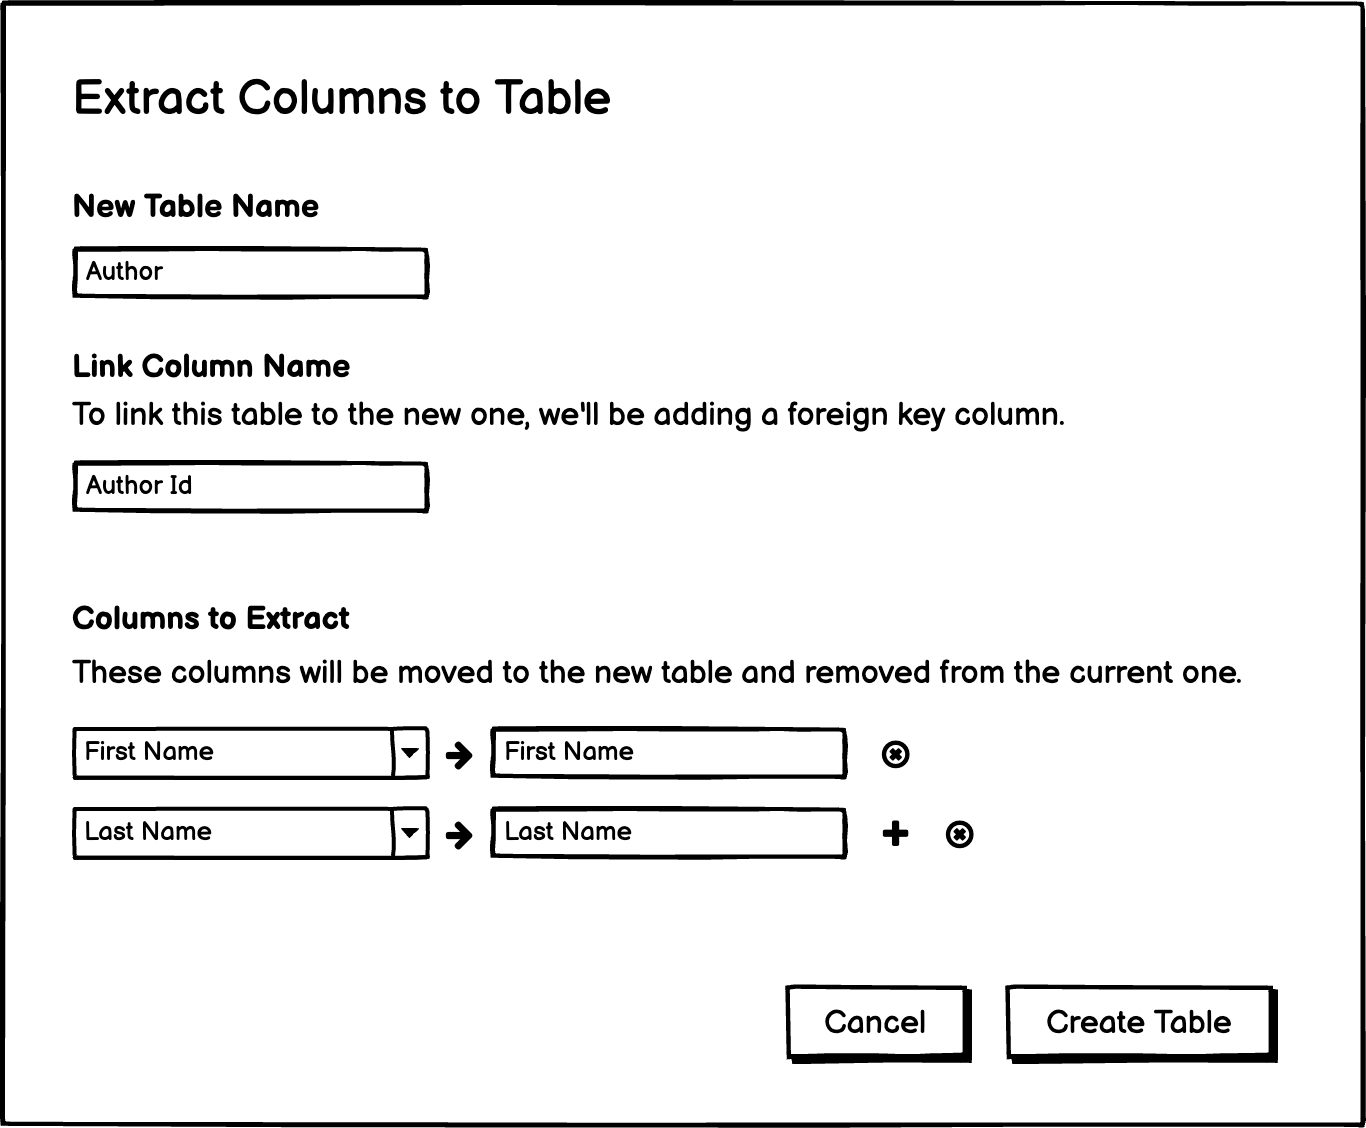 Extract Columns to Table
New Table Name
Author
Link Column Name
To link this table to the new one, we'll be adding a foreign key column.
Author Id
Columns to Extract
These columns will be moved to the new table and removed from the current one.
First Name First Name
Last Name Last Name
Cancel Create Table